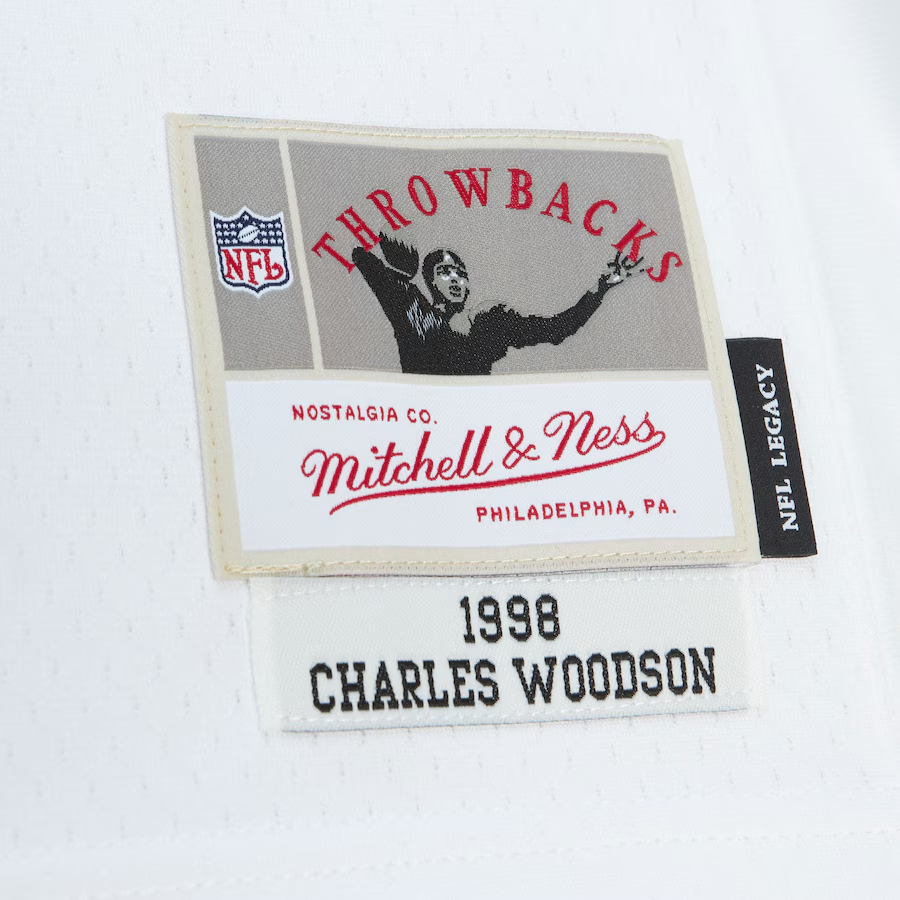 THROWBACKS
NFL
NOSTALGIA CO.
Mitchell & Ness
PHILADELPHIA, PA.
NFL LEGACY
1998
CHARLES WOODSON